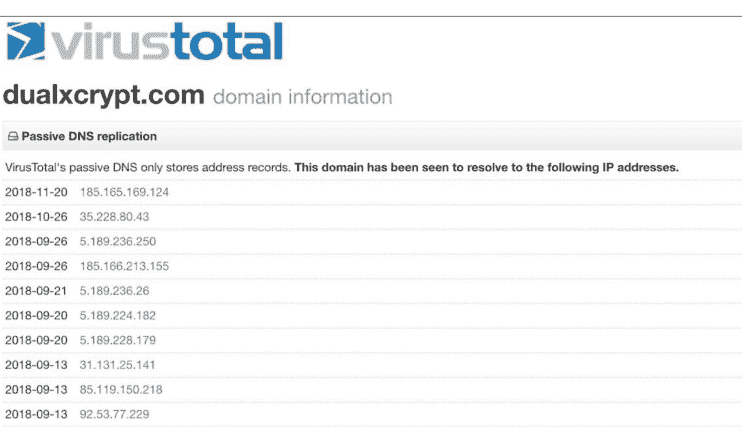 virustotal
dualxcrypt.com domain information
Passive DNS replication
VirusTotal's passive DNS only stores address records. This domain has been seen to resolve to the following IP addresses.
2018-11-20 185.165.169.124
2018-10-26 35.228.80.43
2018-09-26 5.189.236.250
2018-09-26 185.166.213.155
2018-09-21 5.189.236.26
2018-09-20 5.189.224.182
2018-09-20 5.189.228.179
2018-09-13 31.131.25.141
2018-09-13 85.119.150.218
2018-09-13 92.53.77.229